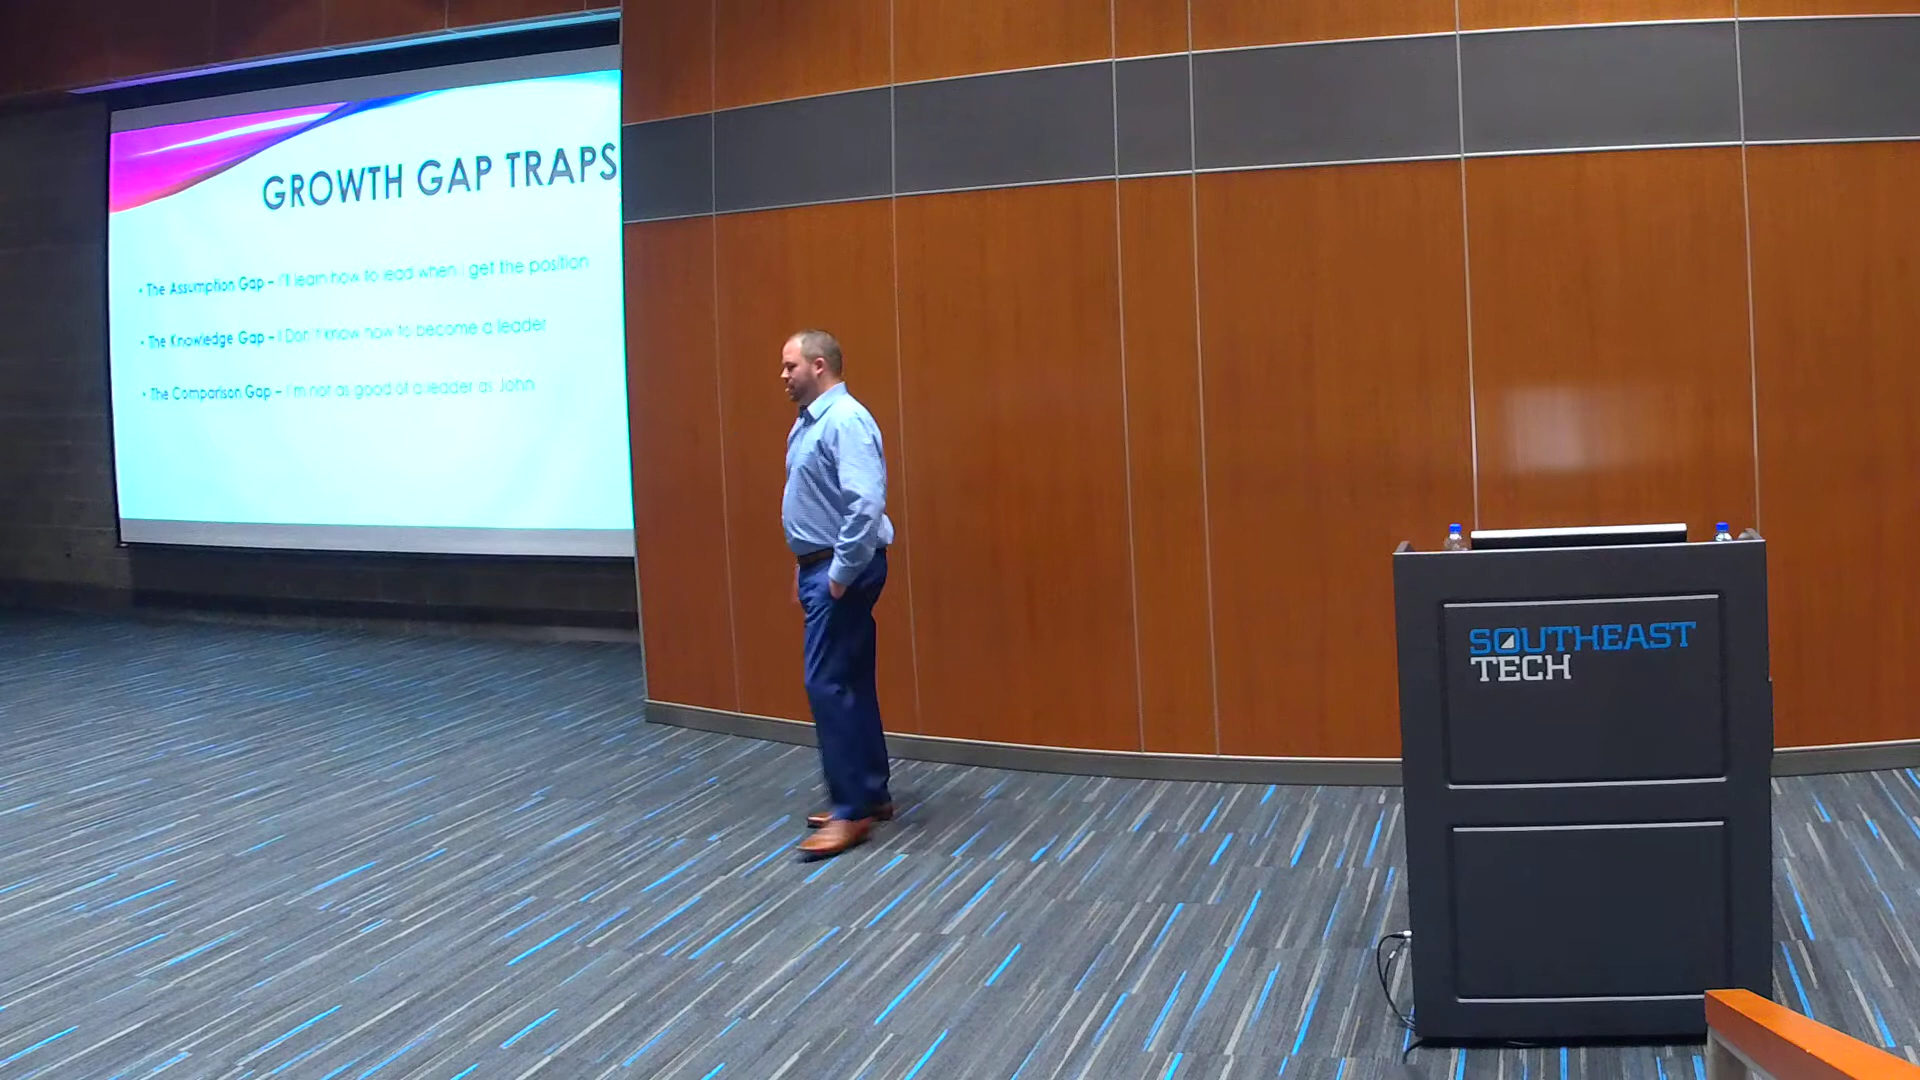 GROWTH GAP TRAPS
• The Assumption Gap – I'll learn how to lead when i get the position
• The Knowledge Gap – I Don't know how to become a leader
• The Comparison Gap – I'm not as good of a leader as John
SOUTHEAST
TECH